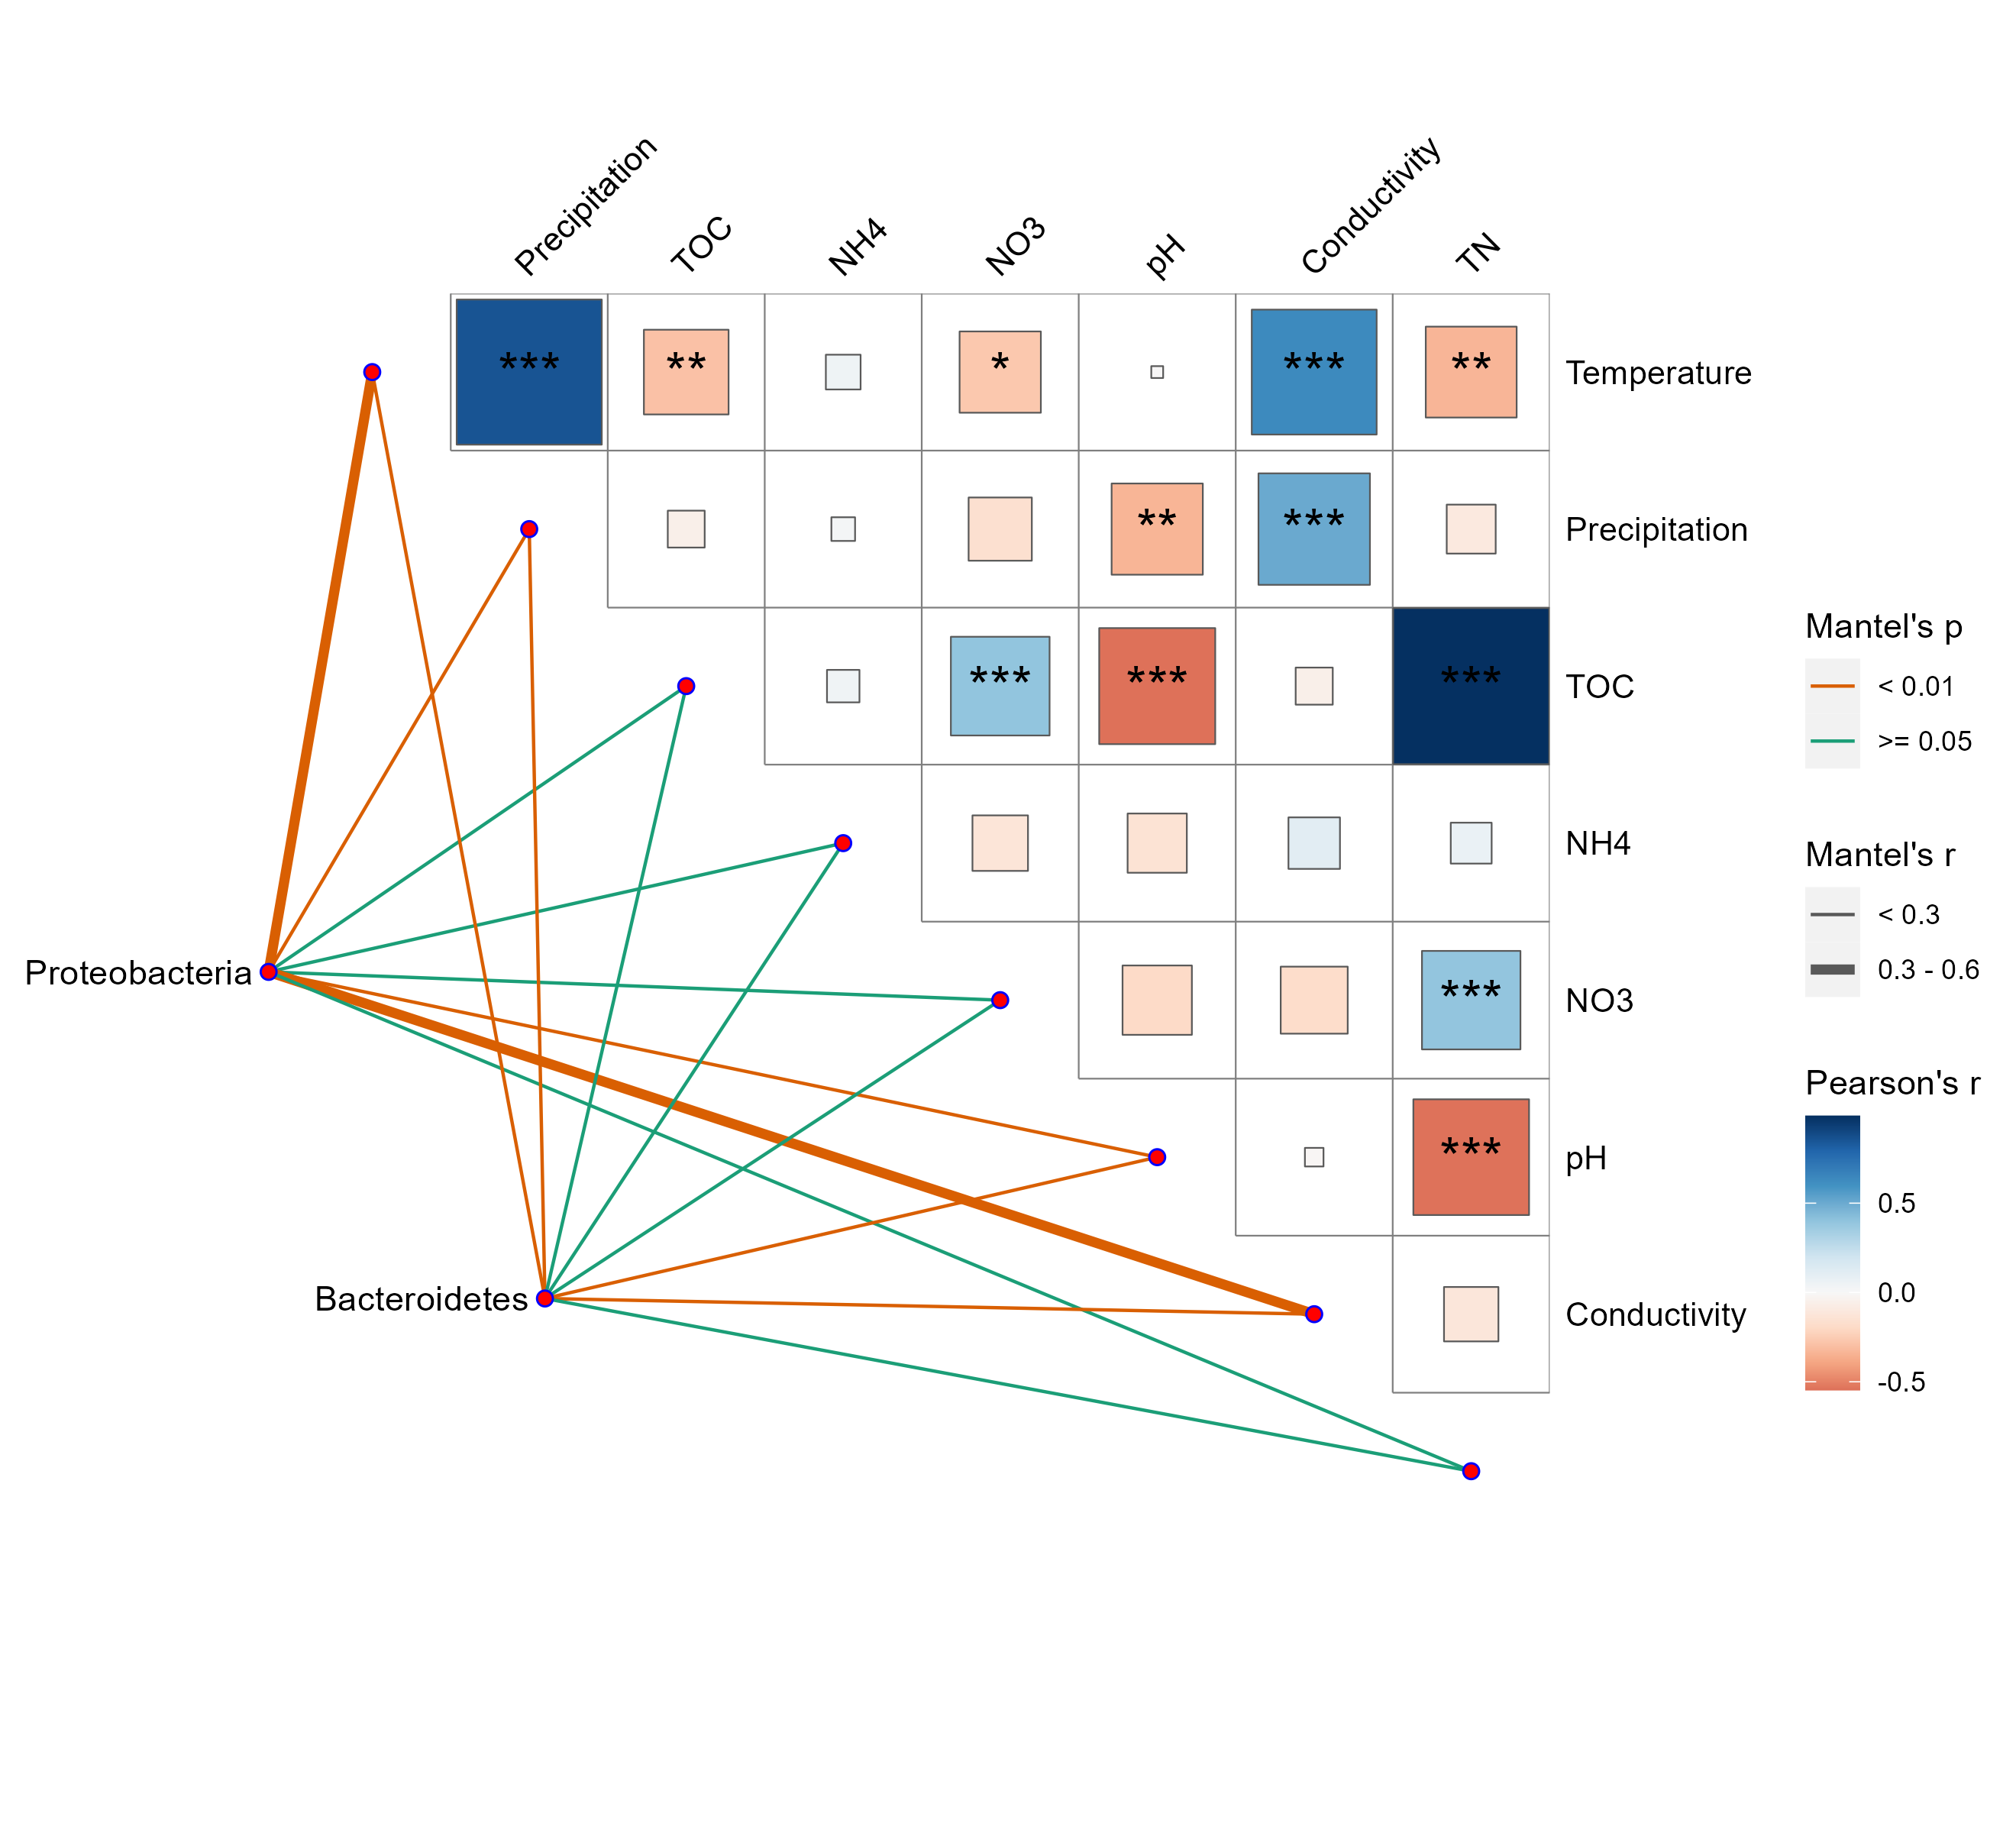 Precipitation
TOC
NH4
NO3
pH
Conductivity
TN
*** ** * *** **
Temperature
** ***
Precipitation
*** *** ***
TOC
NH4
***
NO3
***
pH
Conductivity
Proteobacteria
Bacteroidetes
Mantel's p
< 0.01
>= 0.05
Mantel's r
< 0.3
0.3 - 0.6
Pearson's r
0.5
0.0
-0.5